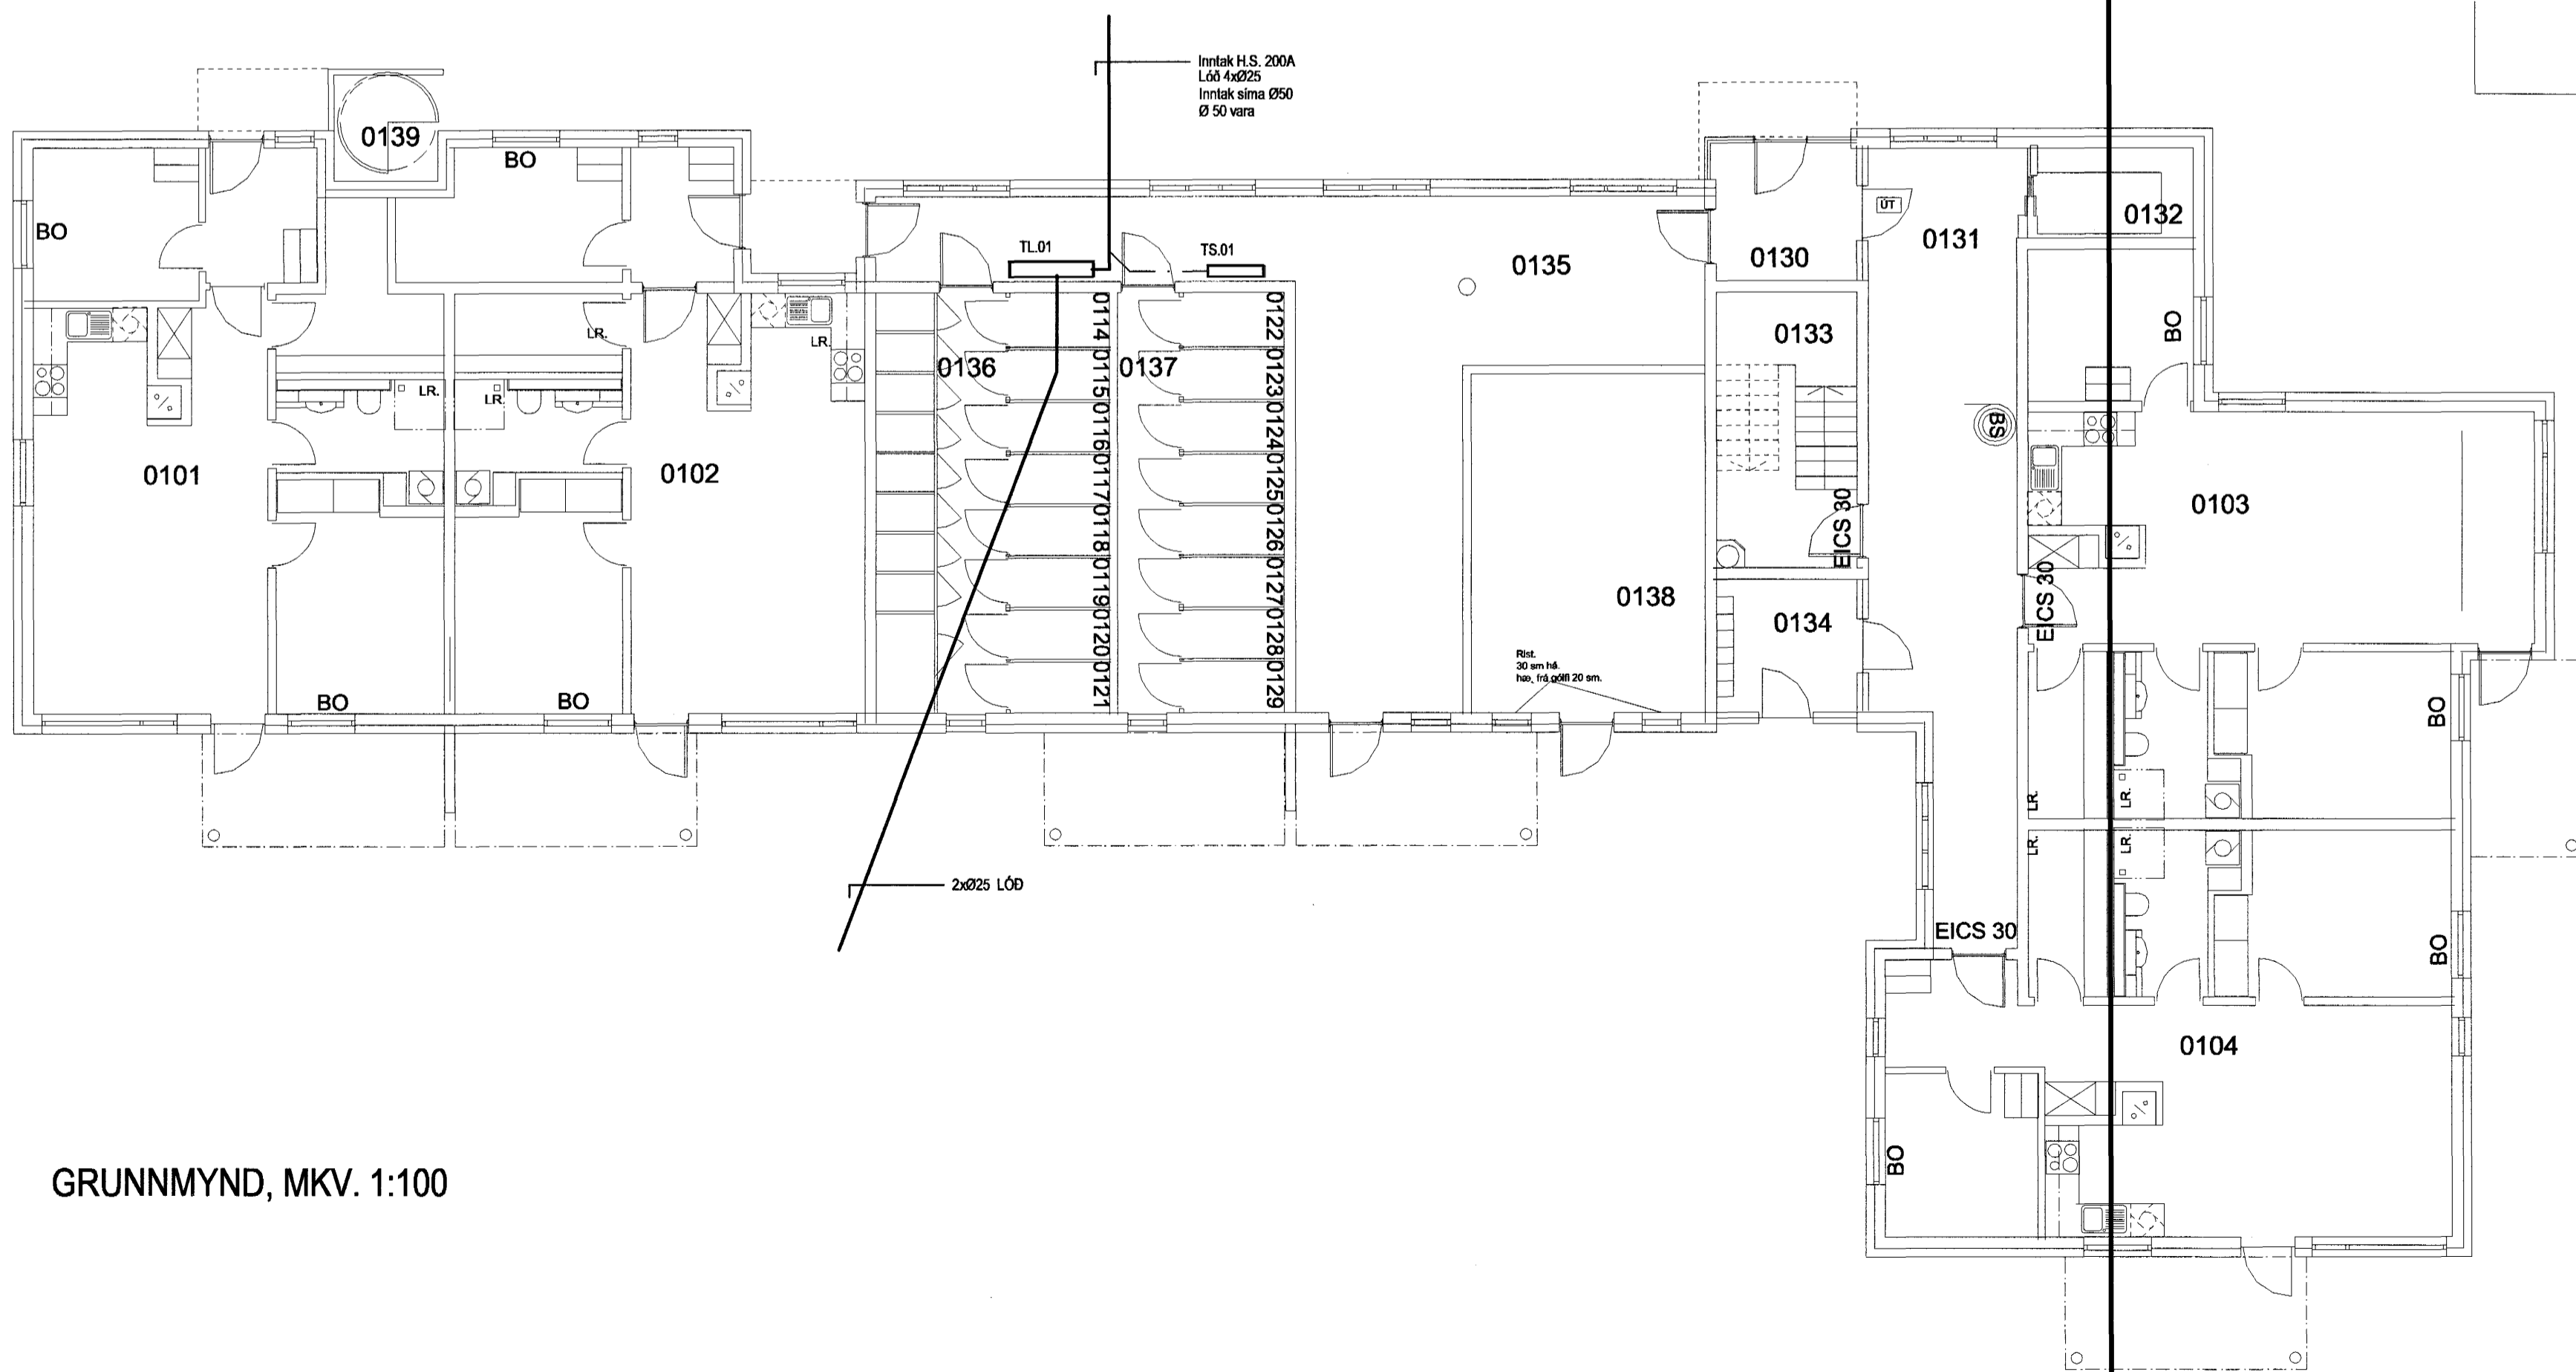 Inntak H.S. 200A
Lóð 4xØ25
Inntak síma Ø50
Ø 50 vara
0139
BO
BO
0132
ÚT
0131
TL.01
TS.01
0135
0130
0114
0115
0116
0117
0118
0119
0120
0121
0122
0123
0124
0125
0126
0127
0128
0129
LR.
LR.
0133
BO
0136
0137
LR.
LR.
BS
0101
0102
0103
EICS 30
EICS 30
0138
0134
Rist.
30 sm há.
hæ. frá gólfi 20 sm.
BO
BO
BO
LR.
LR.
LR.
LR.
2xØ25 LÓÐ
EICS 30
BO
0104
BO
GRUNNMYND, MKV. 1:100